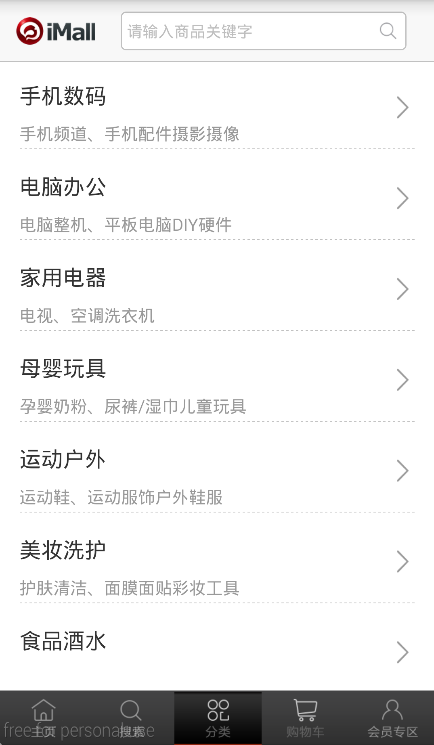 iMall
请输入商品关键字
手机数码
手机频道、手机配件摄影摄像
电脑办公
电脑整机、平板电脑DIY硬件
家用电器
电视、空调洗衣机
母婴玩具
孕婴奶粉、尿裤/湿巾儿童玩具
运动户外
运动鞋、运动服饰户外鞋服
美妆洗护
护肤清洁、面膜面贴彩妆工具
食品酒水
主页
搜索
分类
购物车
会员专区
free for personal use